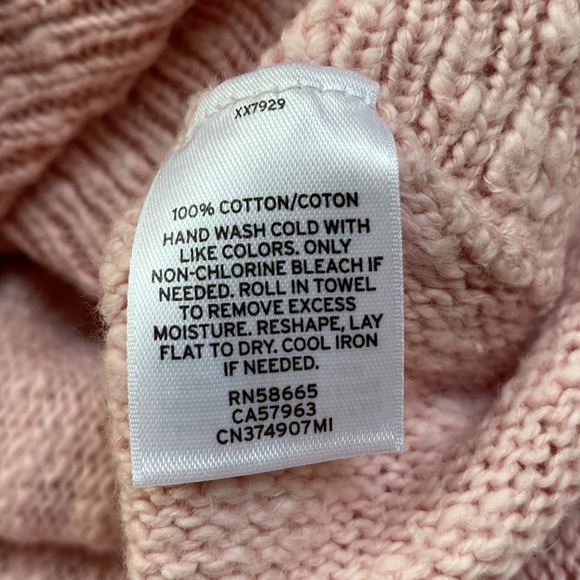 XX7929
100% COTTON/COTON
HAND WASH COLD WITH
LIKE COLORS. ONLY
NON-CHLORINE BLEACH IF
NEEDED. ROLL IN TOWEL
TO REMOVE EXCESS
MOISTURE. RESHAPE, LAY
FLAT TO DRY. COOL IRON
IF NEEDED.
RN58665
CA57963
CN374907MI